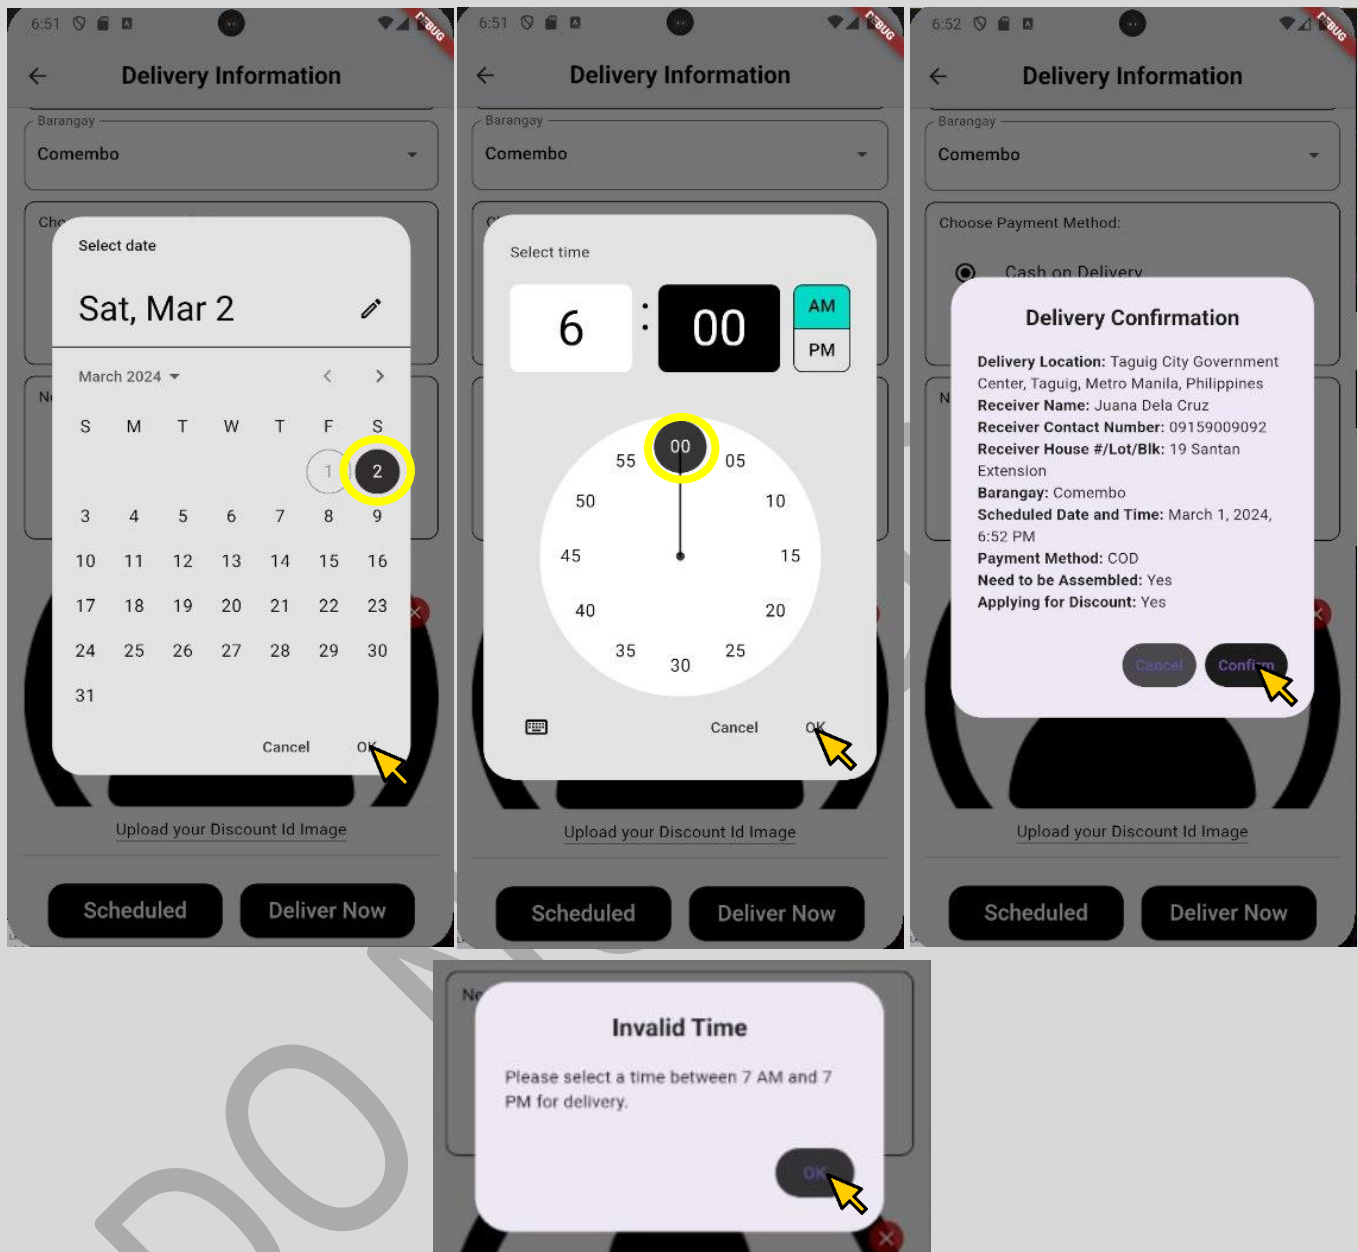 6:51
DEBUG
Delivery Information
Barangay
Comembo
Cho
Select date
Sat, Mar 2
March 2024
S M T W T F S
1 2
3 4 5 6 7 8 9
10 11 12 13 14 15 16
17 18 19 20 21 22 23
24 25 26 27 28 29 30
31
Cancel OK
Upload your Discount Id Image
Scheduled Deliver Now
6:51
DEBUG
Delivery Information
Barangay
Comembo
Select time
6 : 00
AM
PM
00
55 05
50 10
45 15
40 20
35 25
30
Cancel OK
Upload your Discount Id Image
Scheduled Deliver Now
6:52
DEBUG
Delivery Information
Barangay
Comembo
Choose Payment Method:
Cash on Delivery
Delivery Confirmation
Delivery Location: Taguig City Government
Center, Taguig, Metro Manila, Philippines
Receiver Name: Juana Dela Cruz
Receiver Contact Number: 09159009092
Receiver House #/Lot/Blk: 19 Santan
Extension
Barangay: Comembo
Scheduled Date and Time: March 1, 2024,
6:52 PM
Payment Method: COD
Need to be Assembled: Yes
Applying for Discount: Yes
Cancel Confirm
Upload your Discount Id Image
Scheduled Deliver Now
Ne
Invalid Time
Please select a time between 7 AM and 7
PM for delivery.
OK
DO